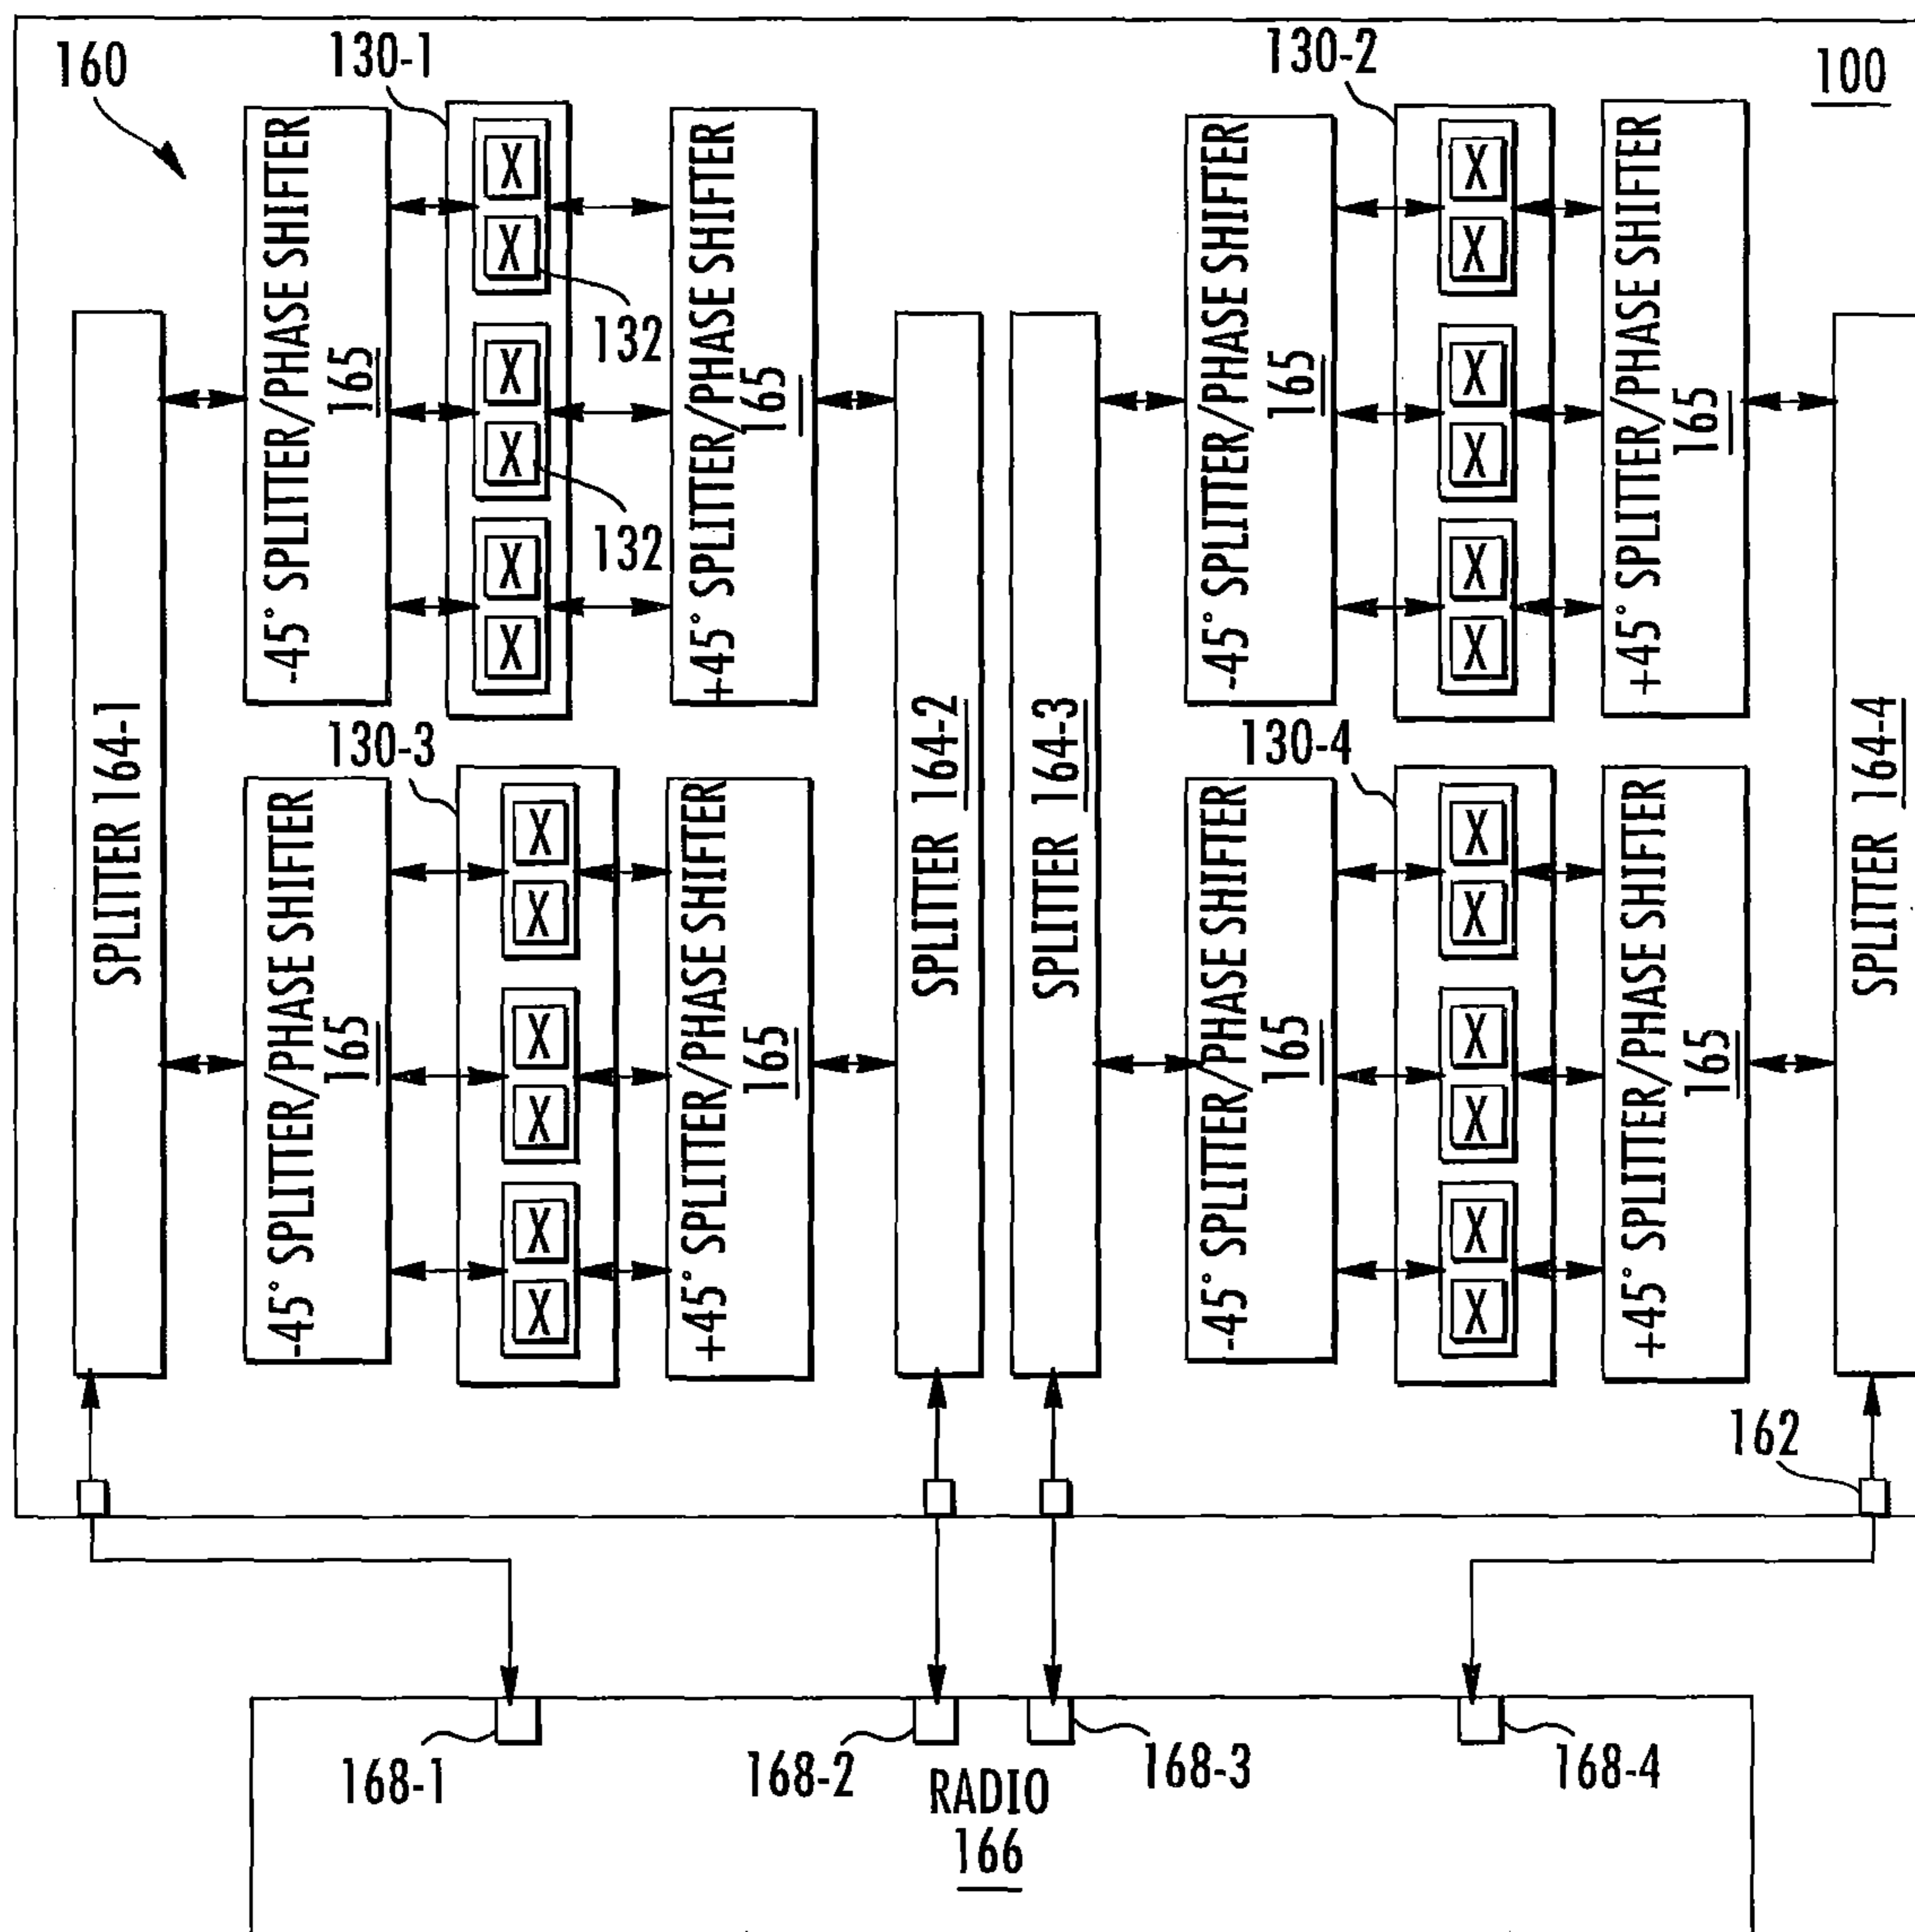 160
130-1
130-2
100
-45° SPLITTER/PHASE SHIFTER
165
X
X
X
X
X
X
132
132
+45° SPLITTER/PHASE SHIFTER
165
-45° SPLITTER/PHASE SHIFTER
165
X
X
X
X
X
X
+45° SPLITTER/PHASE SHIFTER
165
SPLITTER 164-1
SPLITTER 164-2
SPLITTER 164-3
SPLITTER 164-4
130-3
130-4
-45° SPLITTER/PHASE SHIFTER
165
X
X
X
X
X
X
+45° SPLITTER/PHASE SHIFTER
165
-45° SPLITTER/PHASE SHIFTER
165
X
X
X
X
X
X
+45° SPLITTER/PHASE SHIFTER
165
162
168-1
168-2
168-3
168-4
RADIO
166